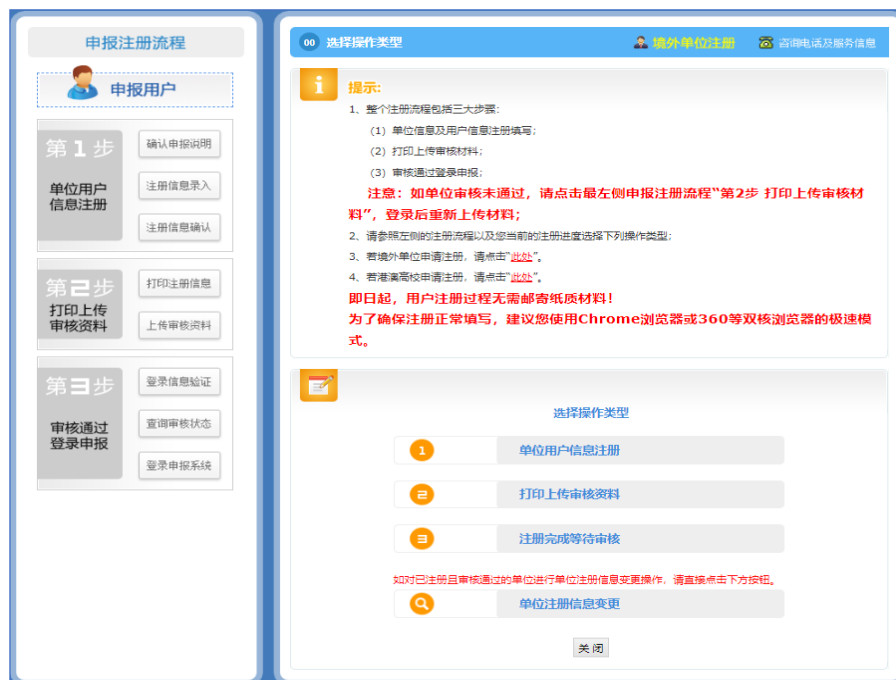 申报注册流程
申报用户
第1步
单位用户
信息注册
确认申报说明
注册信息录入
注册信息确认
第2步
打印上传
审核资料
打印注册信息
上传审核资料
第3步
审核通过
登录申报
登录信息验证
查询审核状态
登录申报系统
00 选择操作类型 境外单位注册 咨询电话及服务信息
提示:
1、整个注册流程包括三大步骤:
(1) 单位信息及用户信息注册填写;
(2) 打印上传审核材料;
(3) 审核通过登录申报;
注意：如单位审核未通过，请点击最左侧申报注册流程“第2步 打印上传审核材
料”，登录后重新上传材料;
2、请参照左侧的注册流程以及您当前的注册进度选择下列操作类型;
3、若境外单位申请注册, 请点击“此处”。
4、若港澳高校申请注册, 请点击“此处”。
即日起，用户注册过程无需邮寄纸质材料！
为了确保注册正常填写，建议您使用Chrome浏览器或360等双核浏览器的极速模
式。
选择操作类型
1 单位用户信息注册
2 打印上传审核资料
3 注册完成等待审核
如对已注册且审核通过的单位进行单位注册信息变更操作, 请直接点击下方按钮。
单位注册信息变更
关闭